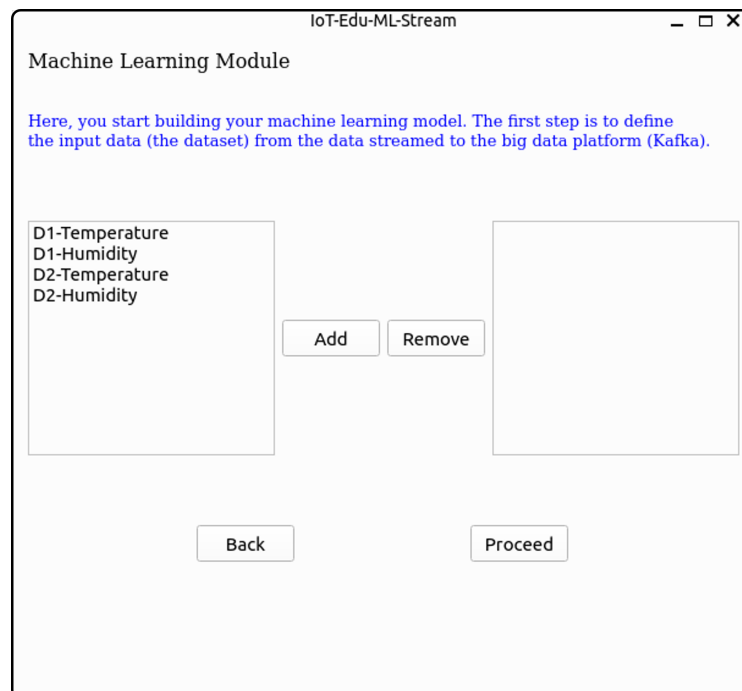 IoT-Edu-ML-Stream
Machine Learning Module
Here, you start building your machine learning model. The first step is to define
the input data (the dataset) from the data streamed to the big data platform (Kafka).
D1-Temperature
D1-Humidity
D2-Temperature
D2-Humidity
Add Remove
Back Proceed